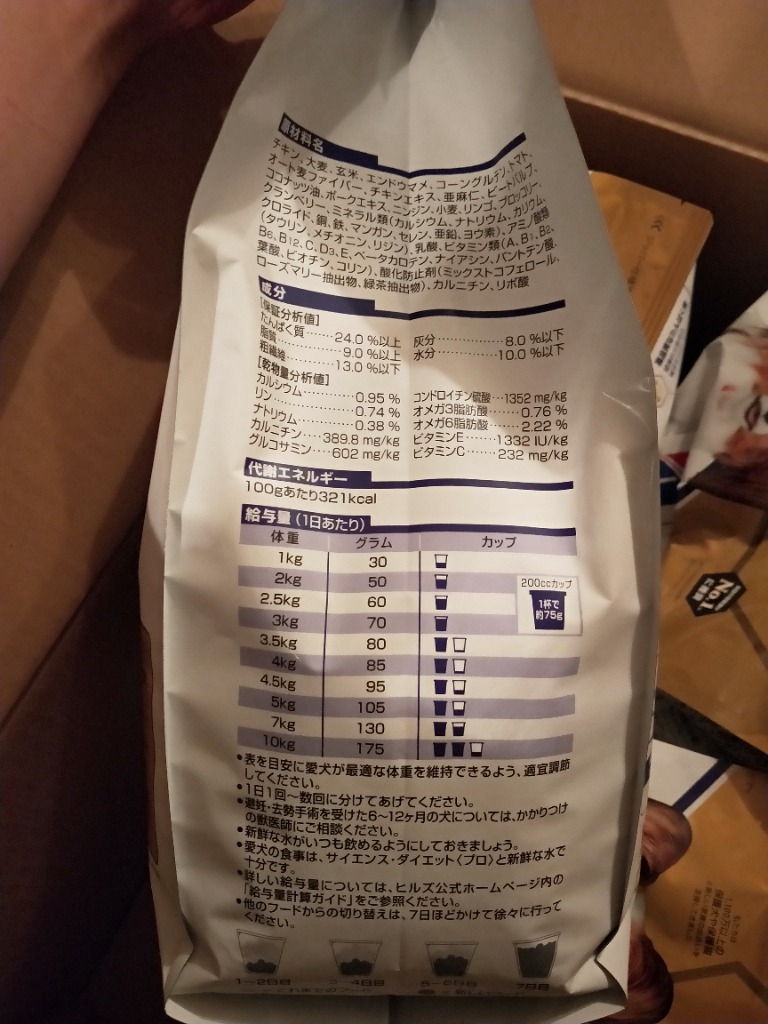 原材料名
チキン、大麦、玄米、エンドウマメ、コーングルテン、トマト、
オート麦ファイバー、チキンエキス、亜麻仁、ビートパルプ、
ココナッツ油、ポークエキス、ニンジン、小麦、リンゴ、ブロッコリー、
クランベリー、ミネラル類(カルシウム、ナトリウム、カリウム、
クロライド、銅、鉄、マンガン、セレン、亜鉛、ヨウ素)、アミノ酸類
(タウリン、メチオニン、リジン)、乳酸、ビタミン類(A、B1、B2、
B6、B12、C、D3、E、ベータカロテン、ナイアシン、パントテン酸、
葉酸、ビオチン、コリン)、酸化防止剤(ミックストコフェロール、
ローズマリー抽出物、緑茶抽出物)、カルニチン、リポ酸
成分
[保証分析値]
たんぱく質……24.0 %以上 灰分………8.0 %以下
脂質…………9.0 %以上 水分………10.0 %以下
粗繊維………13.0 %以下
[乾物量分析値]
カルシウム…………0.95 % コンドロイチン硫酸…1352 mg/kg
リン…………………0.74 % オメガ3脂肪酸………0.76 %
ナトリウム…………0.38 % オメガ6脂肪酸………2.22 %
カルニチン…389.8 mg/kg ビタミンE……1332 IU/kg
グルコサミン…602 mg/kg ビタミンC……232 mg/kg
代謝エネルギー
100gあたり321kcal
給与量(1日あたり)
体重 グラム カップ
1kg 30
2kg 50
2.5kg 60
3kg 70
3.5kg 80
4kg 85
4.5kg 95
5kg 105
7kg 130
10kg 175
200ccカップ
1杯で
約75g
●表を目安に愛犬が最適な体重を維持できるよう、適宜調節
してください。
●1日1回~数回に分けてあげてください。
●避妊・去勢手術を受けた6~12ヶ月の犬については、かかりつけ
の獣医師にご相談ください。
●新鮮な水がいつも飲めるようにしておきましょう。
●愛犬の食事は、サイエンス・ダイエット〈プロ〉と新鮮な水で
十分です。
●詳しい給与量については、ヒルズ公式ホームページ内の
「給与量計算ガイド」をご参照ください。
●他のフードからの切り替えは、7日ほどかけて徐々に行って
ください。
1~2日目 3~4日目 5~6日目 7日目
No.1